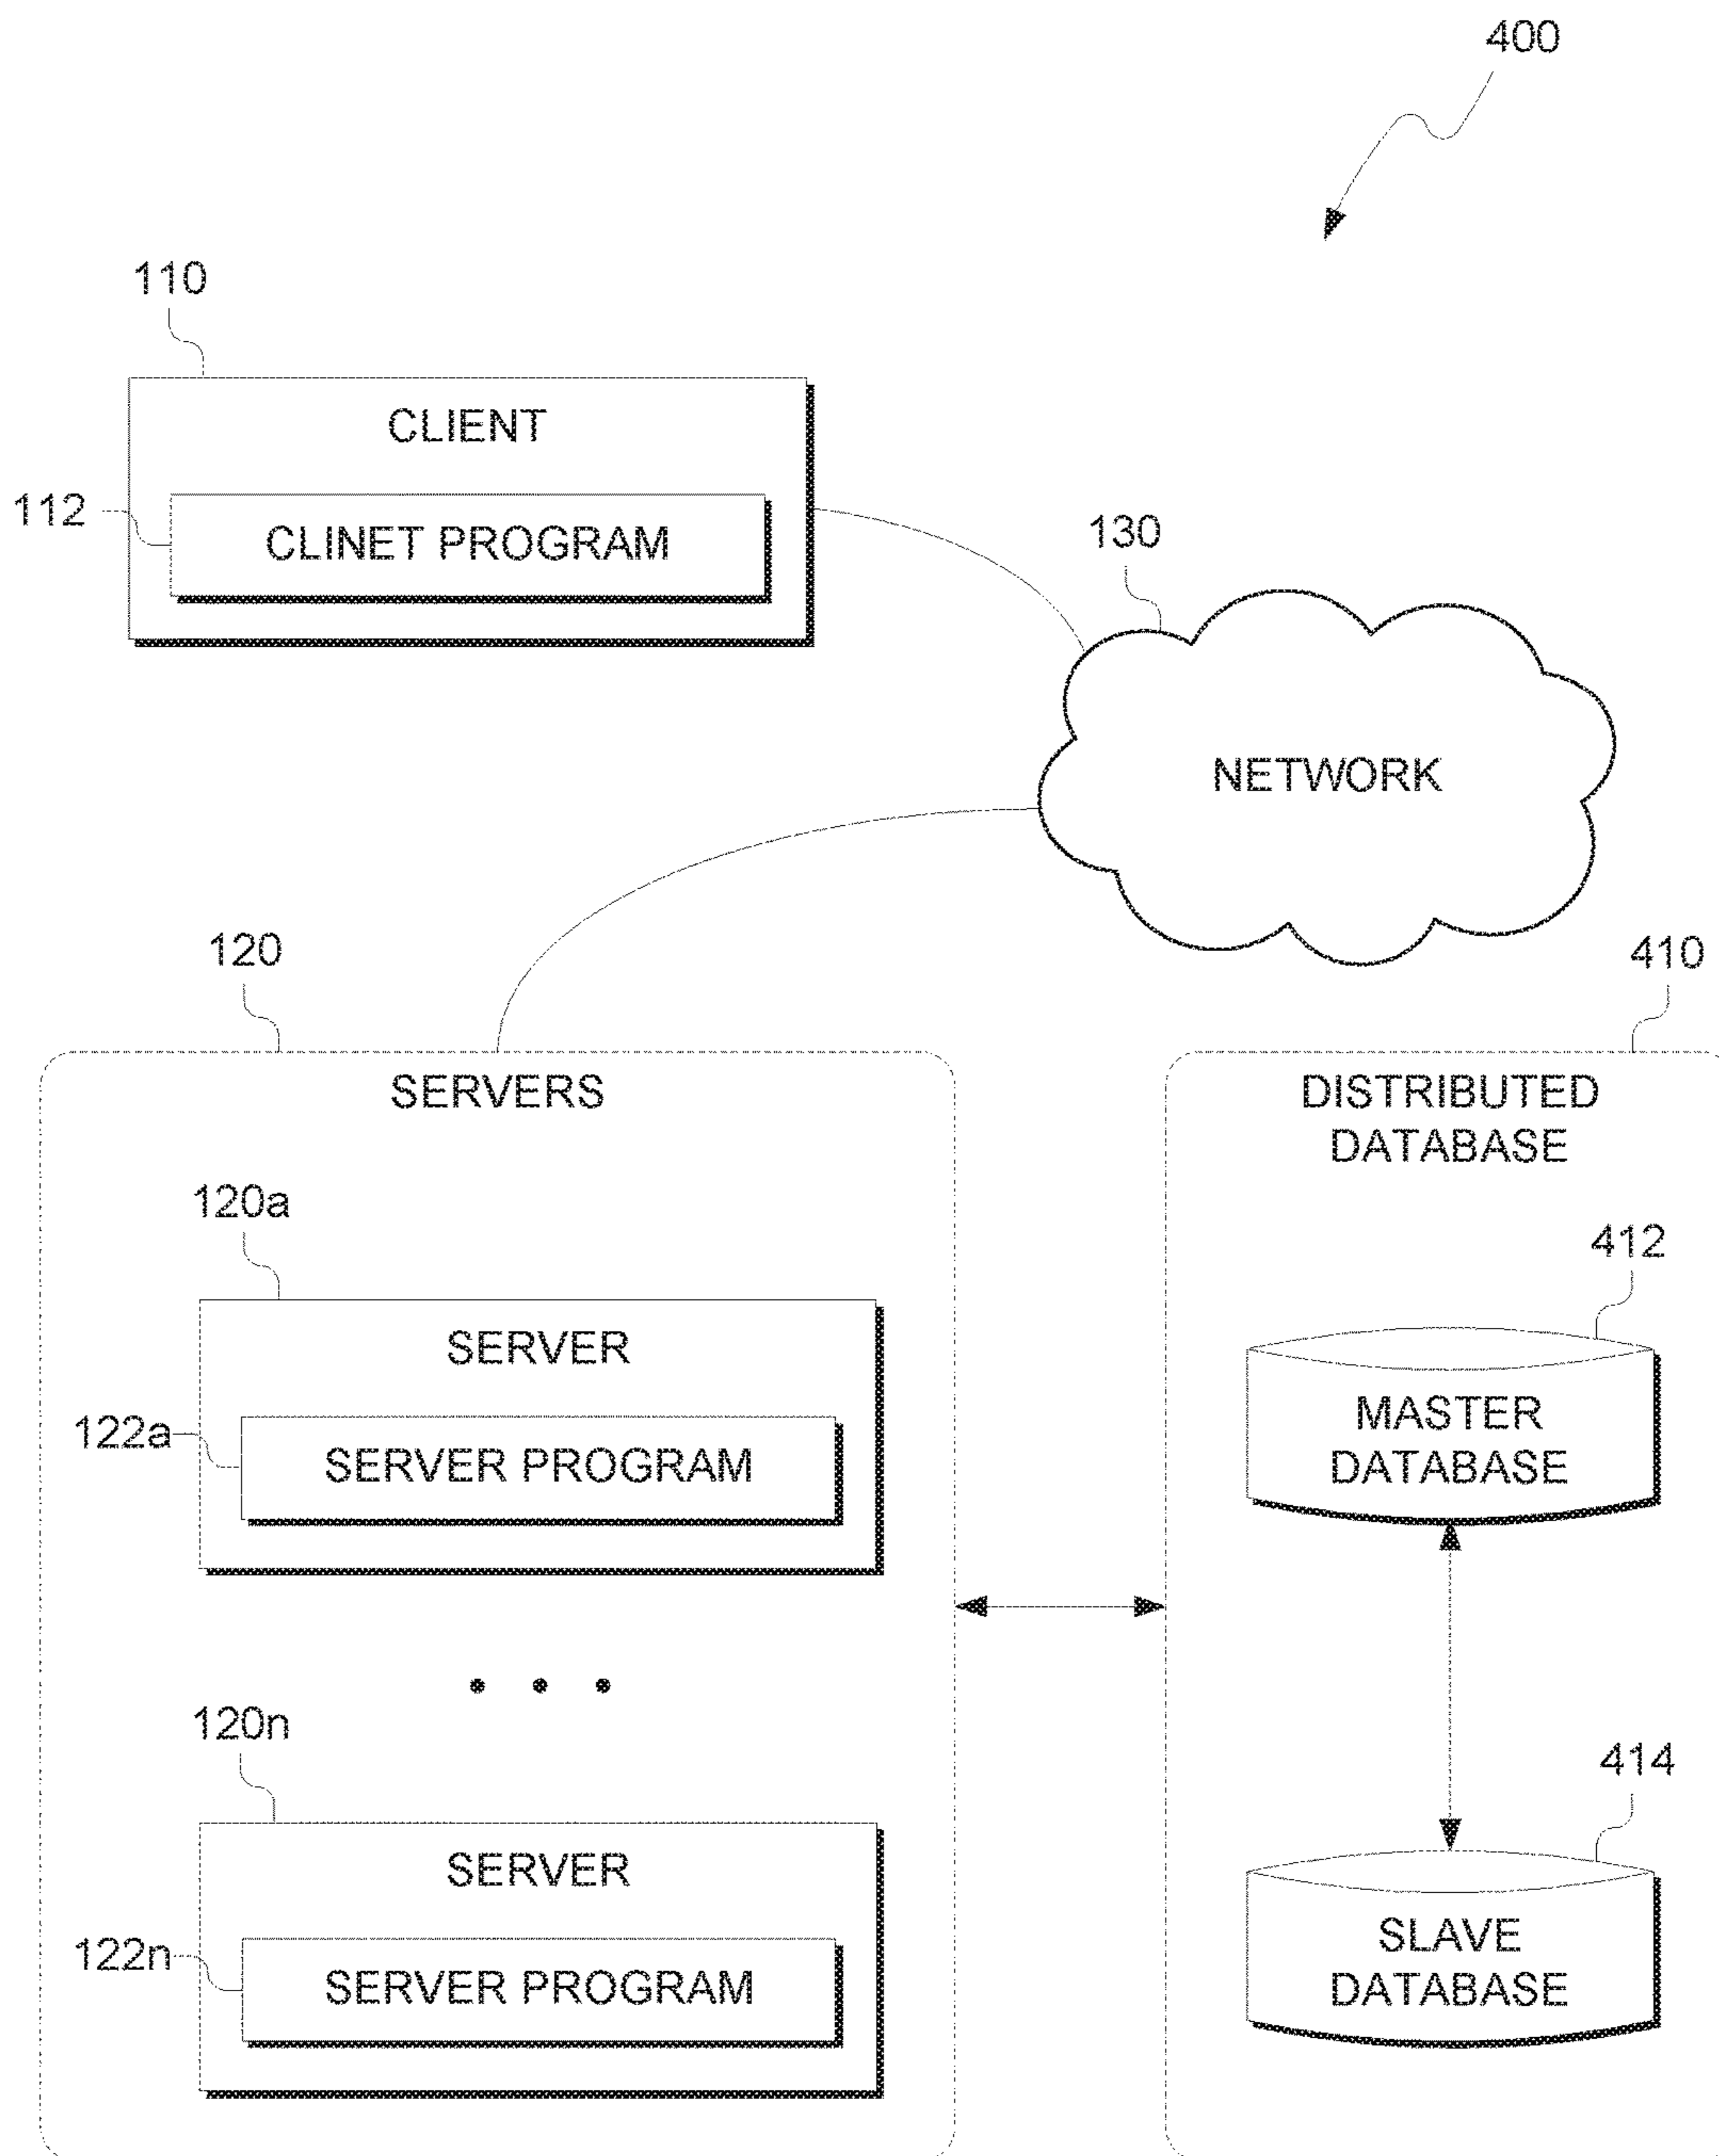 400
110
CLIENT
112
CLINET PROGRAM
130
NETWORK
120
410
SERVERS
DISTRIBUTED
DATABASE
120a
412
SERVER
MASTER
DATABASE
122a
SERVER PROGRAM
120n
414
SERVER
SLAVE
DATABASE
122n
SERVER PROGRAM